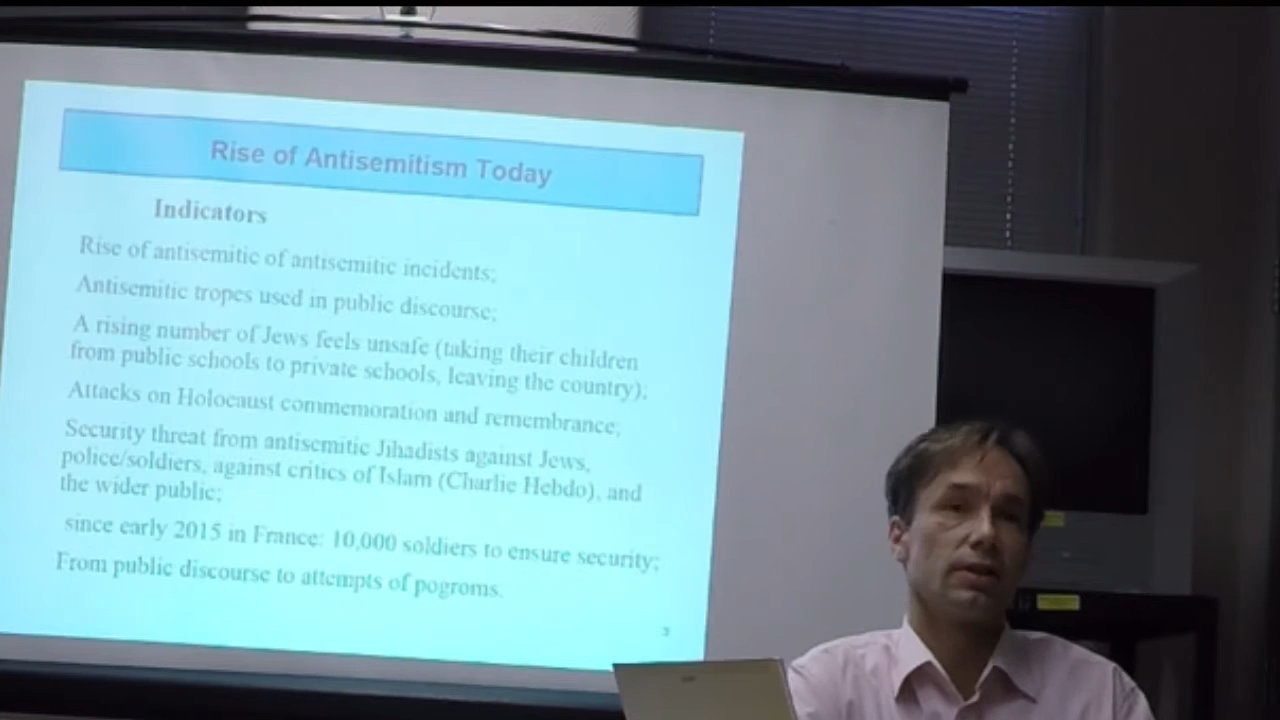 Rise of Antisemitism Today
Indicators
Rise of antisemitic of antisemitic incidents;
Antisemitic tropes used in public discourse;
A rising number of Jews feels unsafe (taking their children
from public schools to private schools, leaving the country);
Attacks on Holocaust commemoration and remembrance;
Security threat from antisemitic Jihadists against Jews,
police/soldiers, against critics of Islam (Charlie Hebdo), and
the wider public;
since early 2015 in France: 10,000 soldiers to ensure security;
From public discourse to attempts of pogroms.
3